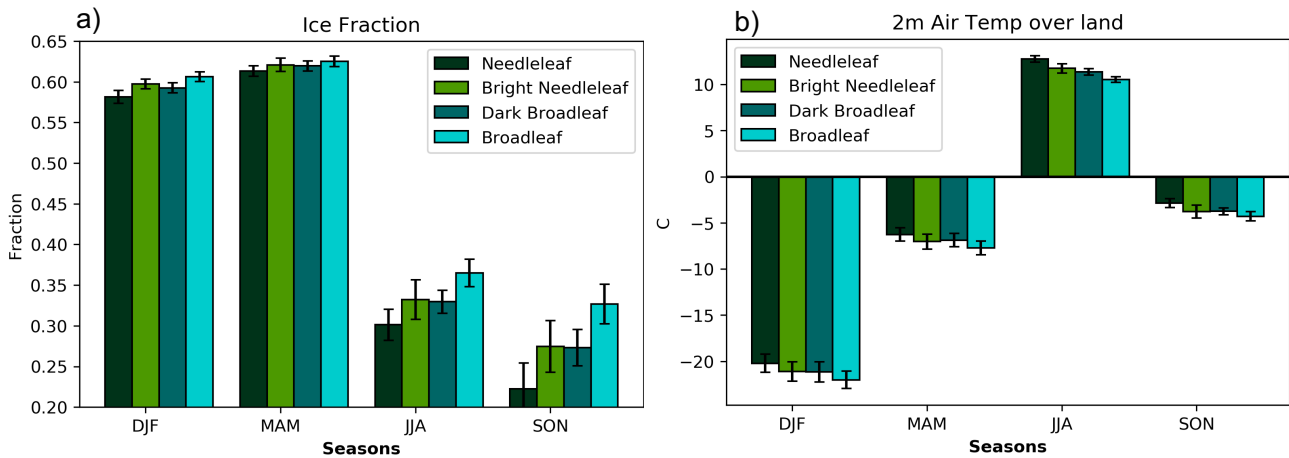 a)
Ice Fraction
Needleleaf
Bright Needleleaf
Dark Broadleaf
Broadleaf
0.65
0.60
0.55
0.50
0.45
0.40
0.35
0.30
0.25
0.20
Fraction
DJF MAM JJA SON
Seasons
b)
2m Air Temp over land
Needleleaf
Bright Needleleaf
Dark Broadleaf
Broadleaf
10
5
0
−5
−10
−15
−20
C
DJF MAM JJA SON
Seasons